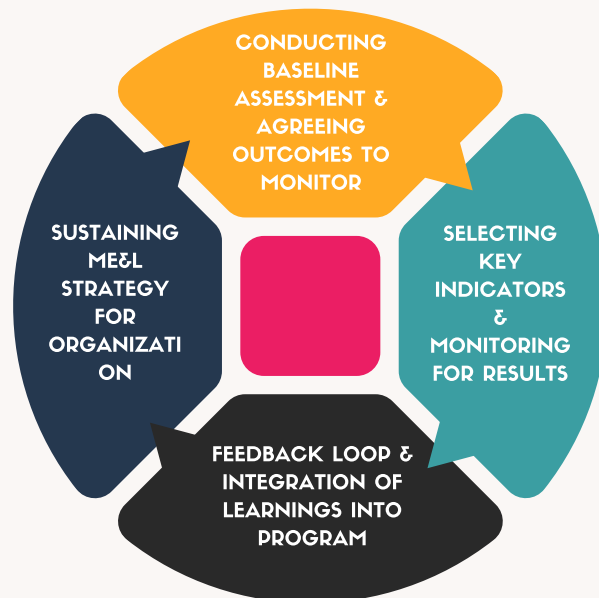 CONDUCTING
BASELINE
ASSESSMENT &
AGREEING
OUTCOMES TO
MONITOR
SELECTING
KEY
INDICATORS
&
MONITORING
FOR RESULTS
FEEDBACK LOOP &
INTEGRATION OF
LEARNINGS INTO
PROGRAM
SUSTAINING
ME&L
STRATEGY
FOR
ORGANIZATI
ON